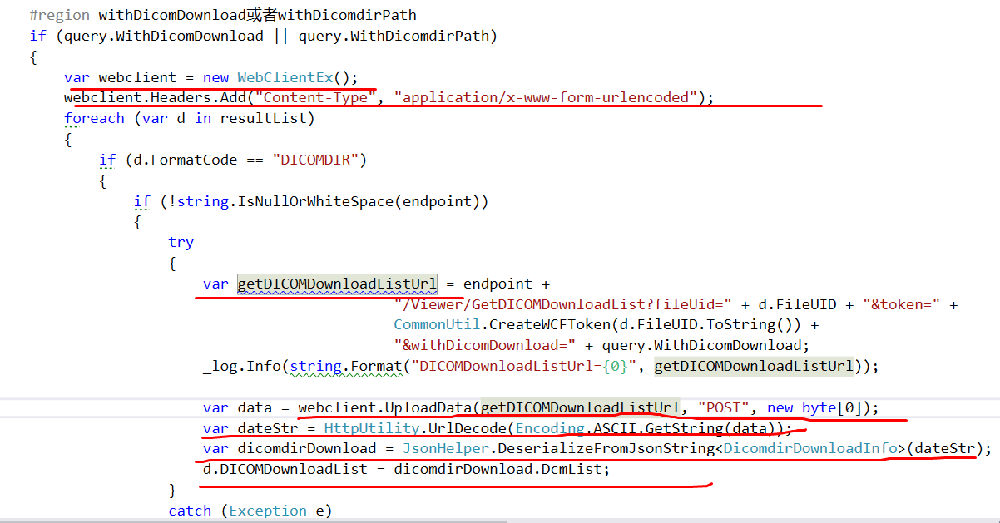 #region withDicomDownload或者withDicomdirPath
if (query.WithDicomDownload || query.WithDicomdirPath)
{
var webclient = new WebClientEx();
webclient.Headers.Add("Content-Type", "application/x-www-form-urlencoded");
foreach (var d in resultList)
{
if (d.FormatCode == "DICOMDIR")
{
if (!string.IsNullOrWhiteSpace(endpoint))
{
try
{
var getDICOMDownloadListUrl = endpoint +
"/Viewer/GetDICOMDownloadList?fileUid=" + d.FileUID + "&token=" +
CommonUtil.CreateWCFToken(d.FileUID.ToString()) +
"&withDicomDownload=" + query.WithDicomDownload;
_log.Info(string.Format("DICOMDownloadListUrl={0}", getDICOMDownloadListUrl));
var data = webclient.UploadData(getDICOMDownloadListUrl, "POST", new byte[0]);
var dateStr = HttpUtility.UrlDecode(Encoding.ASCII.GetString(data));
var dicomdirDownload = JsonHelper.DeserializeFromJsonString<DicomdirDownloadInfo>(dateStr);
d.DICOMDownloadList = dicomdirDownload.DcmList;
}
catch (Exception e)